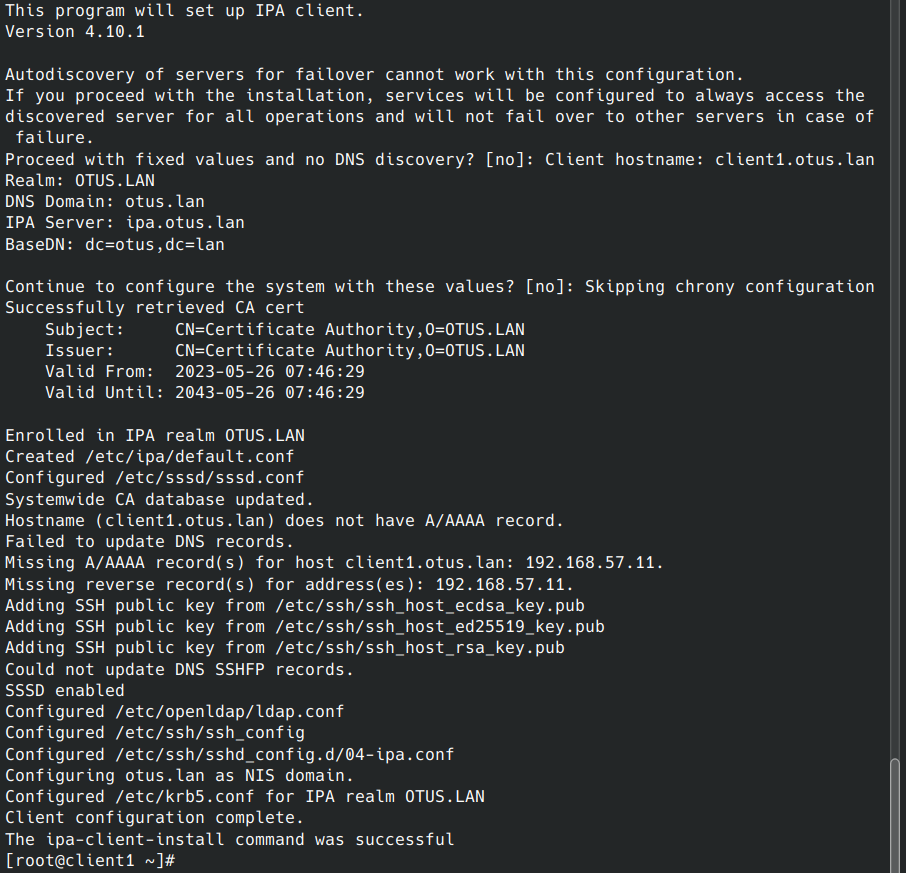 This program will set up IPA client.
Version 4.10.1

Autodiscovery of servers for failover cannot work with this configuration.
If you proceed with the installation, services will be configured to always access the
discovered server for all operations and will not fail over to other servers in case of
 failure.
Proceed with fixed values and no DNS discovery? [no]: Client hostname: client1.otus.lan
Realm: OTUS.LAN
DNS Domain: otus.lan
IPA Server: ipa.otus.lan
BaseDN: dc=otus,dc=lan

Continue to configure the system with these values? [no]: Skipping chrony configuration
Successfully retrieved CA cert
    Subject:     CN=Certificate Authority,O=OTUS.LAN
    Issuer:      CN=Certificate Authority,O=OTUS.LAN
    Valid From:  2023-05-26 07:46:29
    Valid Until: 2043-05-26 07:46:29

Enrolled in IPA realm OTUS.LAN
Created /etc/ipa/default.conf
Configured /etc/sssd/sssd.conf
Systemwide CA database updated.
Hostname (client1.otus.lan) does not have A/AAAA record.
Failed to update DNS records.
Missing A/AAAA record(s) for host client1.otus.lan: 192.168.57.11.
Missing reverse record(s) for address(es): 192.168.57.11.
Adding SSH public key from /etc/ssh/ssh_host_ecdsa_key.pub
Adding SSH public key from /etc/ssh/ssh_host_ed25519_key.pub
Adding SSH public key from /etc/ssh/ssh_host_rsa_key.pub
Could not update DNS SSHFP records.
SSSD enabled
Configured /etc/openldap/ldap.conf
Configured /etc/ssh/ssh_config
Configured /etc/ssh/sshd_config.d/04-ipa.conf
Configuring otus.lan as NIS domain.
Configured /etc/krb5.conf for IPA realm OTUS.LAN
Client configuration complete.
The ipa-client-install command was successful
[root@client1 ~]#